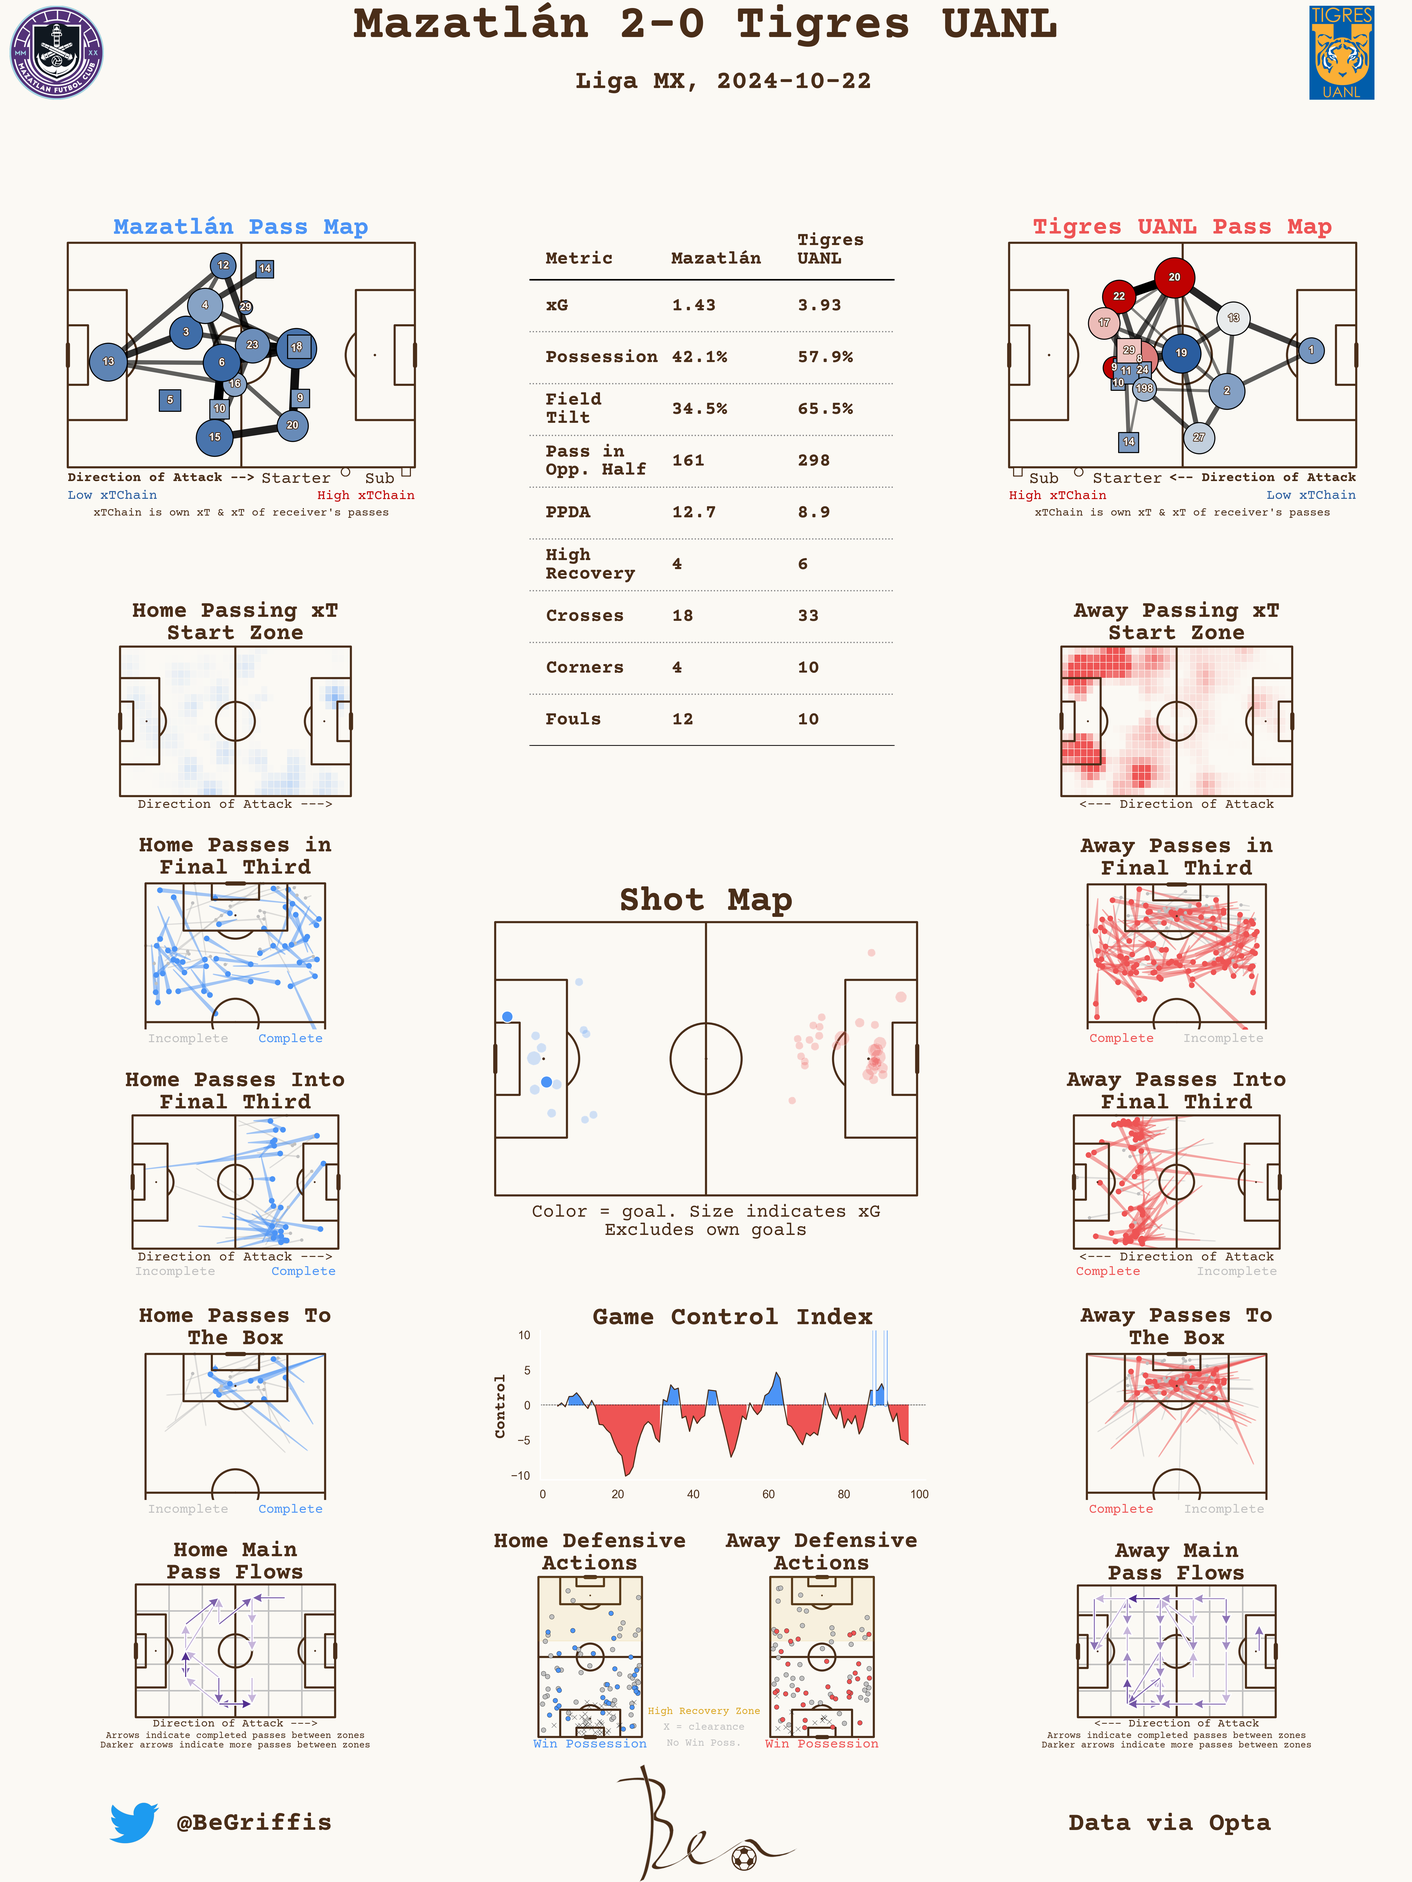 Mazatlán 2-0 Tigres UANL
Liga MX, 2024-10-22
MM XX
MAZATLAN FUTBOL CLUB
TIGRES
UANL
Mazatlán Pass Map
12
14
4
29
3
23
18
8
13
6
16
5
10
9
15
20
Direction of Attack --> Starter Sub
Low xTChain High xTChain
xTChain is own xT & xT of receiver's passes
Metric Mazatlán Tigres UANL
xG 1.43 3.93
Possession 42.1% 57.9%
Field Tilt 34.5% 65.5%
Pass in Opp. Half 161 298
PPDA 12.7 8.9
High Recovery 4 6
Crosses 18 33
Corners 4 10
Fouls 12 10
Tigres UANL Pass Map
20
22
17
13
29
8
19
1
9
11
24
10
198
2
14
27
Sub Starter <-- Direction of Attack
High xTChain Low xTChain
xTChain is own xT & xT of receiver's passes
Home Passing xT
Start Zone
Direction of Attack --->
Away Passing xT
Start Zone
<--- Direction of Attack
Home Passes in
Final Third
Incomplete Complete
Away Passes in
Final Third
Complete Incomplete
Shot Map
Color = goal. Size indicates xG
Excludes own goals
Home Passes Into
Final Third
Direction of Attack --->
Incomplete Complete
Away Passes Into
Final Third
<--- Direction of Attack
Complete Incomplete
Home Passes To
The Box
Incomplete Complete
Game Control Index
Control
10
5
0
−5
−10
0 20 40 60 80 100
Away Passes To
The Box
Complete Incomplete
Home Main
Pass Flows
Direction of Attack --->
Arrows indicate completed passes between zones
Darker arrows indicate more passes between zones
Home Defensive
Actions
Win Possession
Away Defensive
Actions
Win Possession
High Recovery Zone
X = clearance
No Win Poss.
Away Main
Pass Flows
<--- Direction of Attack
Arrows indicate completed passes between zones
Darker arrows indicate more passes between zones
@BeGriffis
Ben
Data via Opta